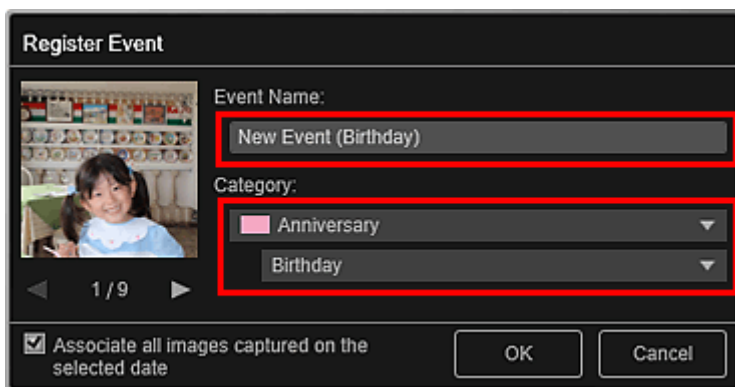 Register Event
Event Name:
New Event (Birthday)
Category:
Anniversary
Birthday
1 / 9
Associate all images captured on the
selected date
OK
Cancel